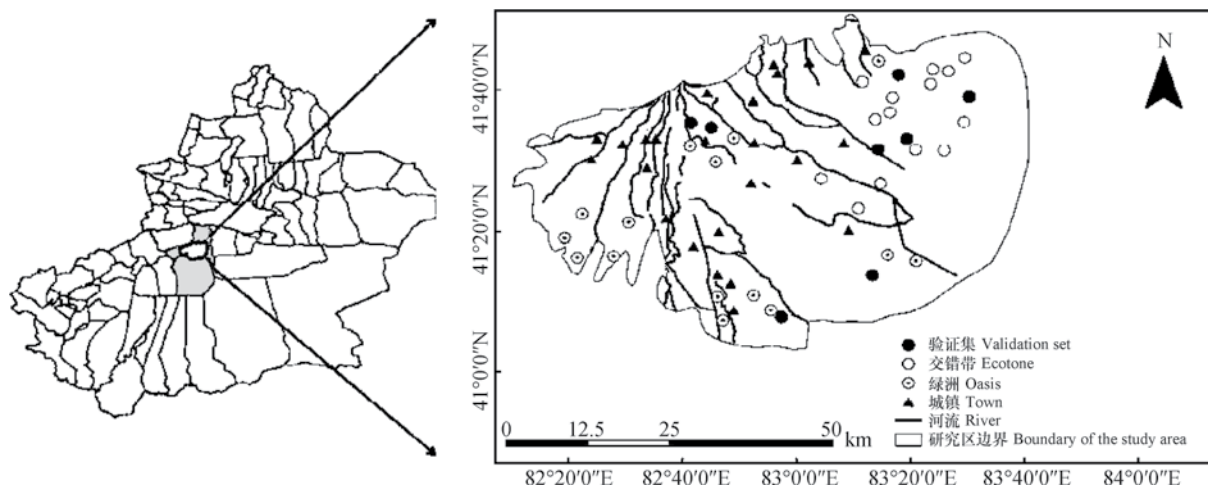 N
41°40′0″N
41°20′0″N
41°0′0″N
验证集 Validation set
交错带 Ecotone
绿洲 Oasis
城镇 Town
河流 River
研究区边界 Boundary of the study area
0 12.5 25 50 km
82°20′0″E 82°40′0″E 83°0′0″E 83°20′0″E 83°40′0″E 84°0′0″E